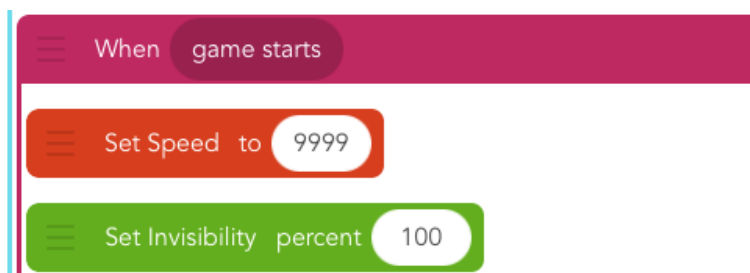 When game starts
Set Speed to 9999
Set Invisibility percent 100